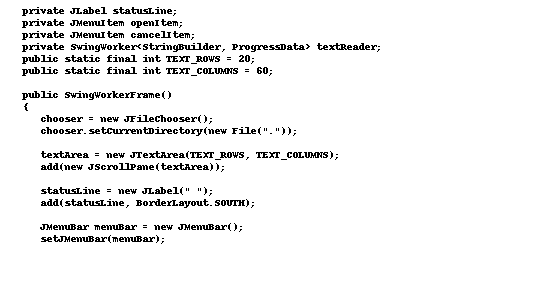 private JLabel statusLine;
private JMenuItem openItem;
private JMenuItem cancelItem;
private SwingWorker<StringBuilder, ProgressData> textReader;
public static final int TEXT_ROWS = 20;
public static final int TEXT_COLUMNS = 60;
public SwingWorkerFrame()
{
chooser = new JFileChooser();
chooser.setCurrentDirectory(new File("."));
textArea = new JTextArea(TEXT_ROWS, TEXT_COLUMNS);
add(new JScrollPane(textArea));
statusLine = new JLabel(" ");
add(statusLine, BorderLayout.SOUTH);
JMenuBar menuBar = new JMenuBar();
setJMenuBar(menuBar);